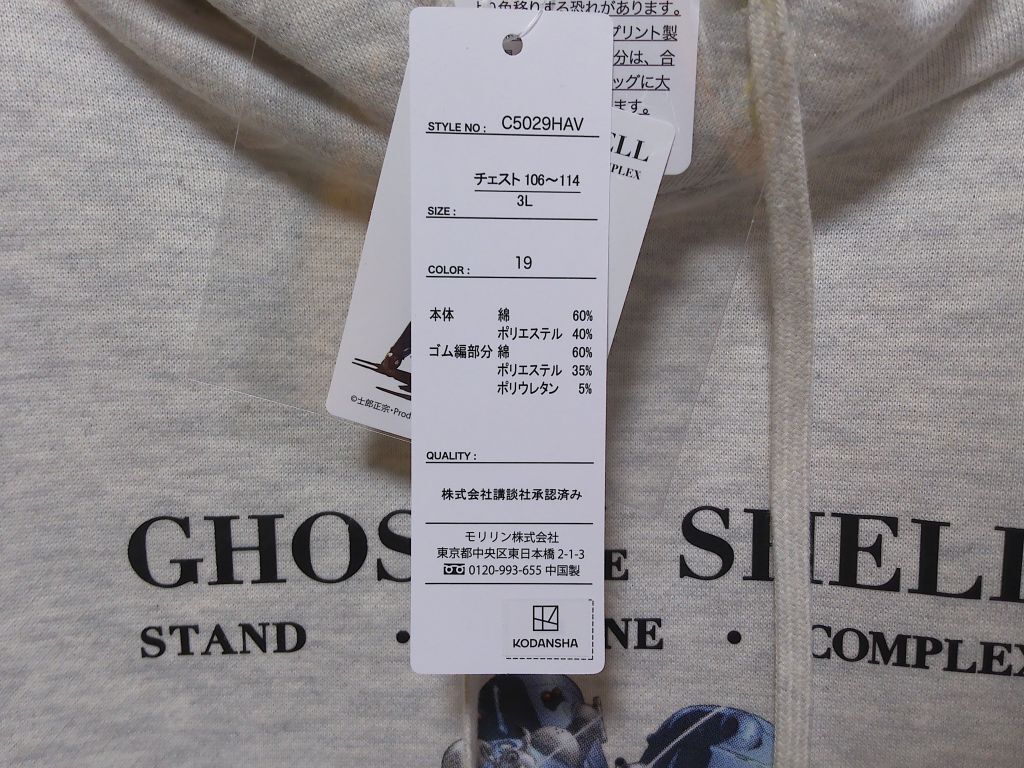 の色移りする恐れがあります。
プリント製
分は、合
ッグに大
ます。
ELL
MPLEX
STYLE NO : C5029HAV
チェスト 106〜114
3L
SIZE :
19
COLOR :
本体 綿 60%
ポリエステル 40%
ゴム編部分 綿 60%
ポリエステル 35%
ポリウレタン 5%
©士郎正宗・Prod
QUALITY :
株式会社講談社承認済み
モリリン株式会社
東京都中央区東日本橋 2-1-3
0120-993-655 中国製
KODANSHA
GHOS E SHELL
STAND • NE • COMPLEX